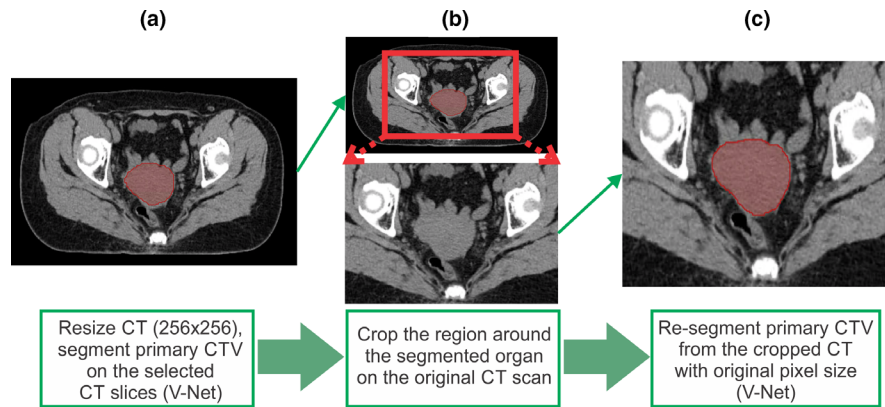 (a)
(b)
(c)
Resize CT (256x256),
segment primary CTV
on the selected
CT slices (V-Net)
Crop the region around
the segmented organ
on the original CT scan
Re-segment primary CTV
from the cropped CT
with original pixel size
(V-Net)